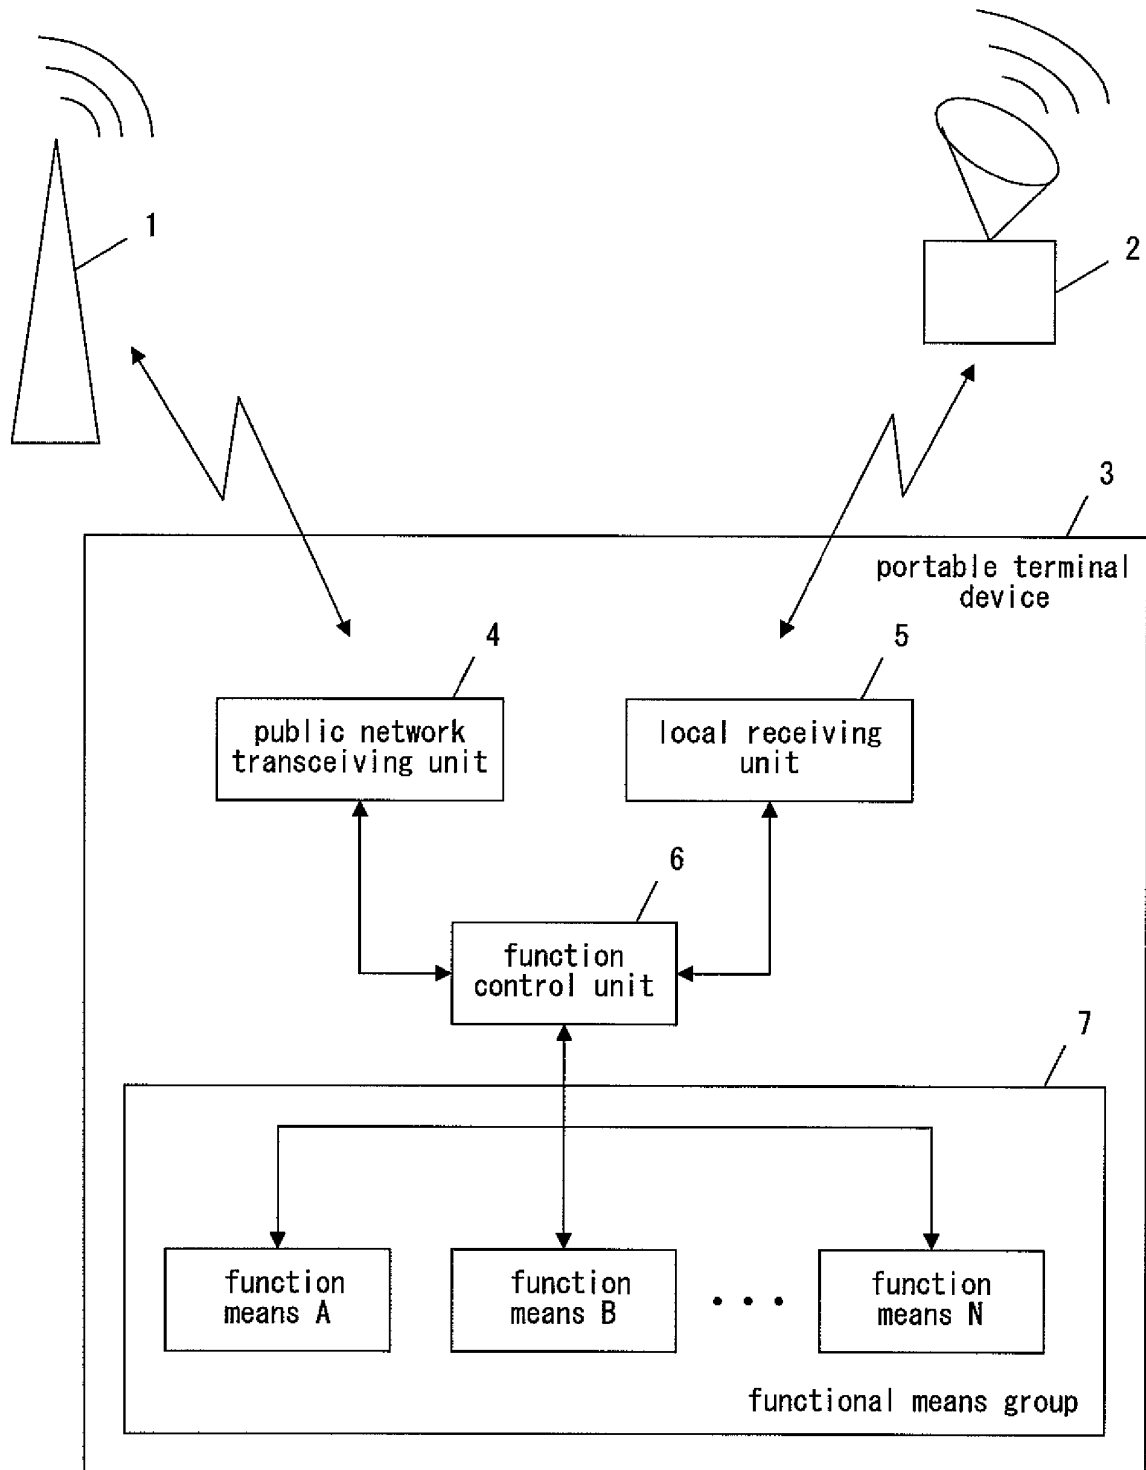 1
2
3
portable terminal
device
4
5
public network
transceiving unit
local receiving
unit
6
function
control unit
7
function
means A
function
means B
• • •
function
means N
functional means group